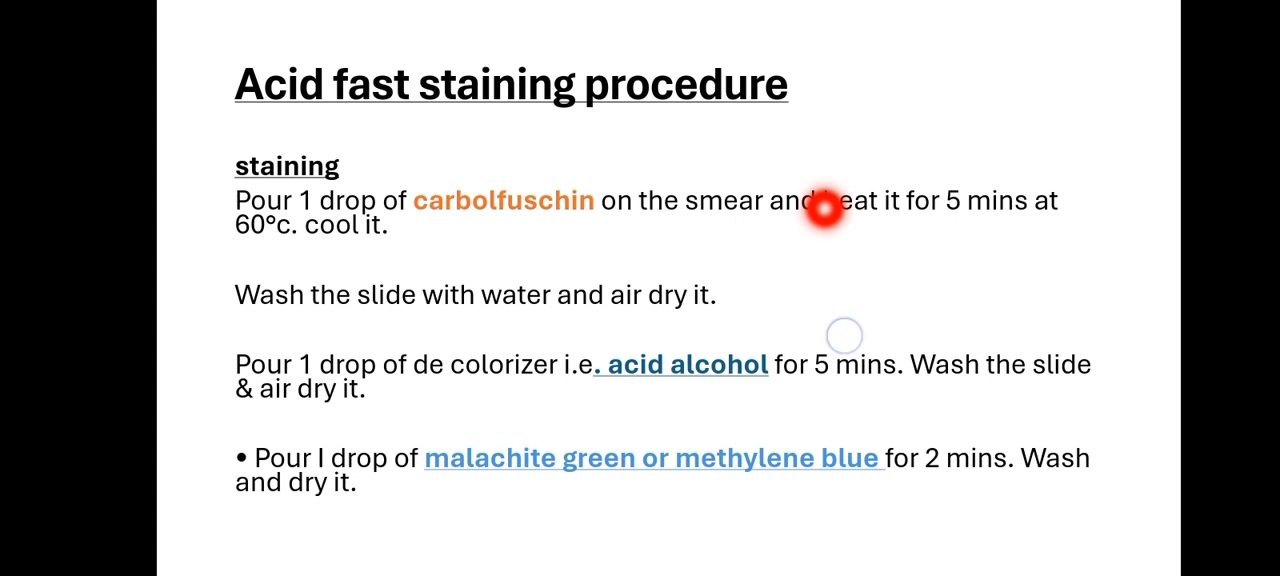 Acid fast staining procedure
staining
Pour 1 drop of carbolfuschin on the smear and eat it for 5 mins at
60°c. cool it.
Wash the slide with water and air dry it.
Pour 1 drop of de colorizer i.e. acid alcohol for 5 mins. Wash the slide
& air dry it.
• Pour I drop of malachite green or methylene blue for 2 mins. Wash
and dry it.